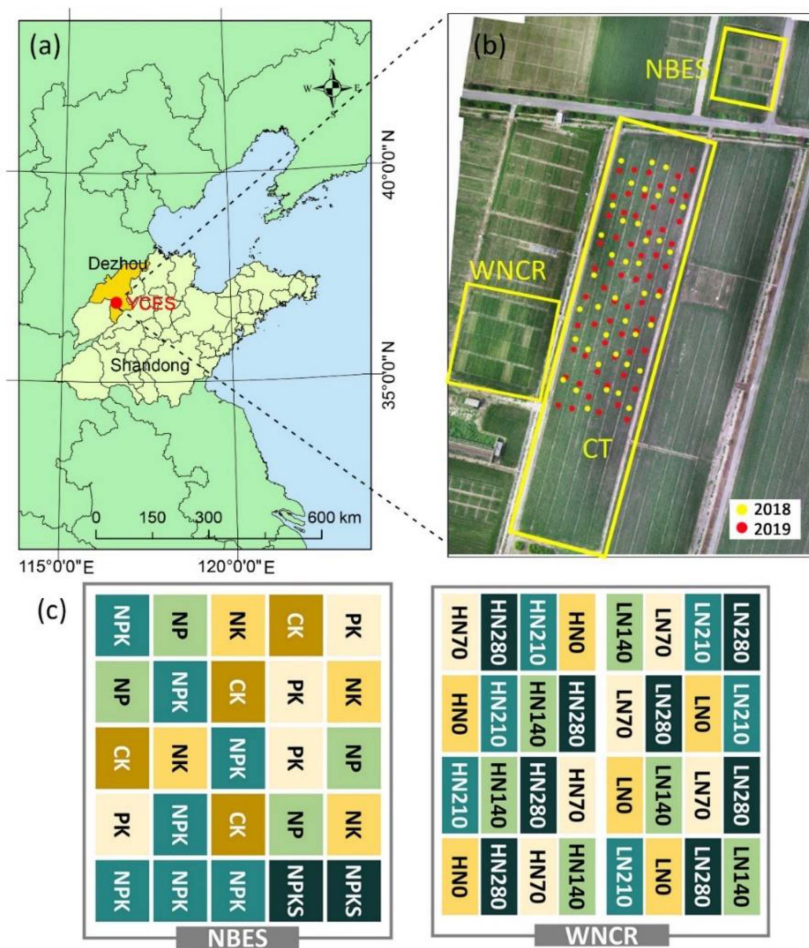 (a)
N
W E
S
40°0'0"N
Dezhou
YCES
Shandong
35°0'0"N
0 150 300 600 km
115°0'0"E 120°0'0"E
(b)
NBES
WNCR
CT
2018
2019
(c)
NPK NP NK CK PK
NP NPK CK PK NK
CK NK NPK PK NP
PK NPK CK NP NK
NPK NPK NPK NPKS NPKS
NBES
HN70 HN280 HN210 HN0 LN140 LN70 LN210 LN280
HN0 HN210 HN140 HN280 LN70 LN280 LN0 LN210
HN210 HN140 HN280 HN70 LN0 LN140 LN70 LN280
HN0 HN280 HN70 HN140 LN210 LN0 LN280 LN140
WNCR